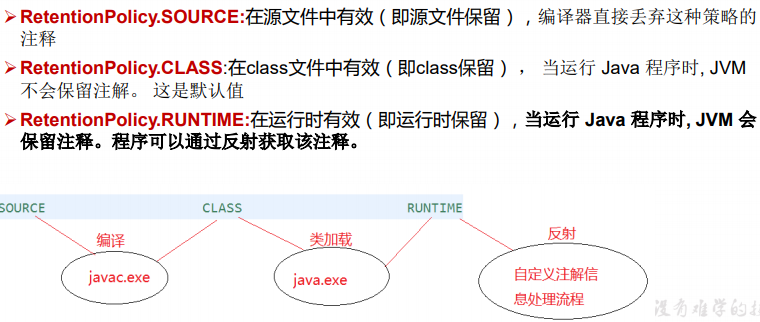 ➢RetentionPolicy.SOURCE:在源文件中有效（即源文件保留），编译器直接丢弃这种策略的
注释
➢RetentionPolicy.CLASS:在class文件中有效（即class保留） ， 当运行 Java 程序时, JVM
不会保留注解。 这是默认值
➢RetentionPolicy.RUNTIME:在运行时有效（即运行时保留），当运行 Java 程序时, JVM 会
保留注释。程序可以通过反射获取该注释。
SOURCE CLASS RUNTIME
编译 类加载 反射
javac.exe java.exe 自定义注解信
息处理流程
没有难学的技